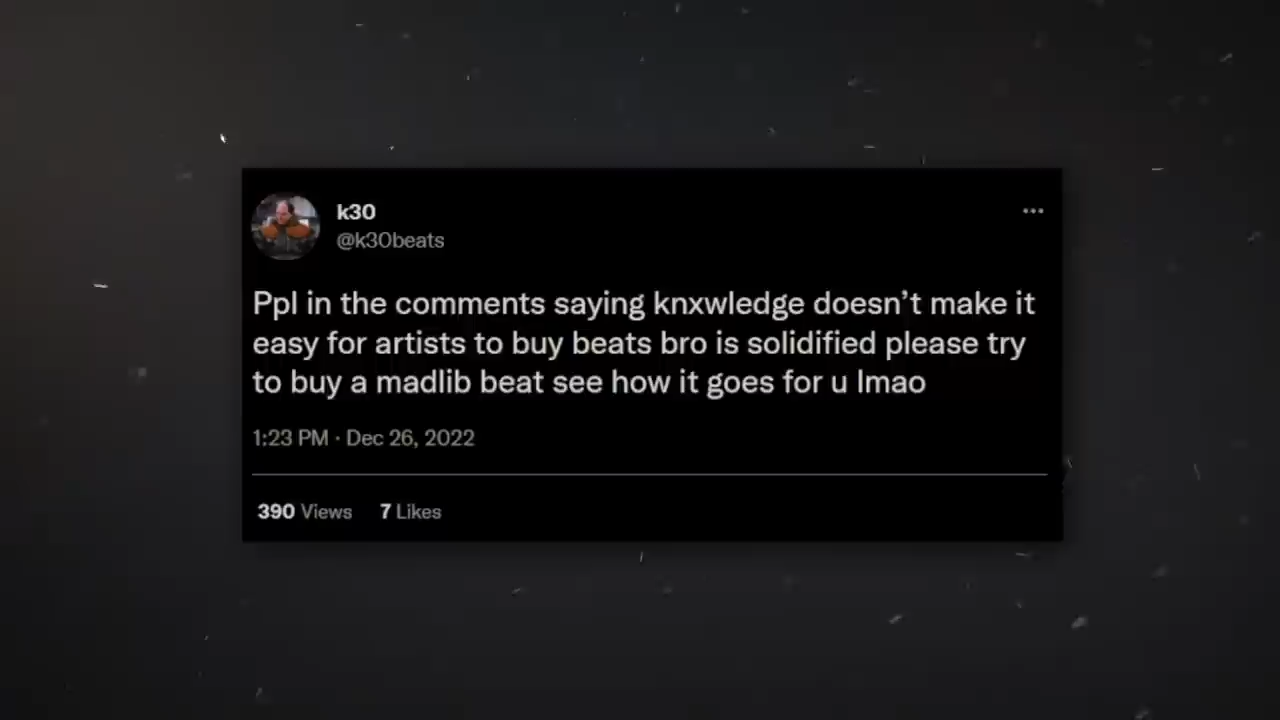 k30
@k30beats
Ppl in the comments saying knxwledge doesn’t make it
easy for artists to buy beats bro is solidified please try
to buy a madlib beat see how it goes for u lmao
1:23 PM · Dec 26, 2022
390 Views 7 Likes